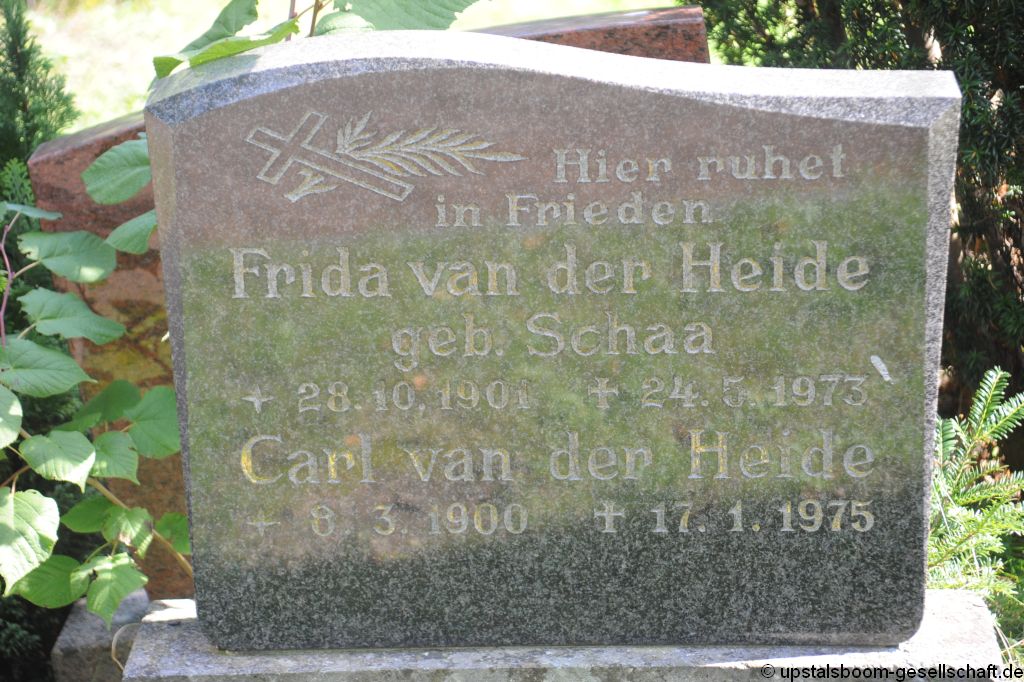 Hier ruhet
in Frieden
Frida van der Heide
geb. Schaa
28.10.1901 ✝ 24.5.1973
Carl van der Heide
8.3.1900 ✝ 17.1.1975
© upstalsboom-gesellschaft.de